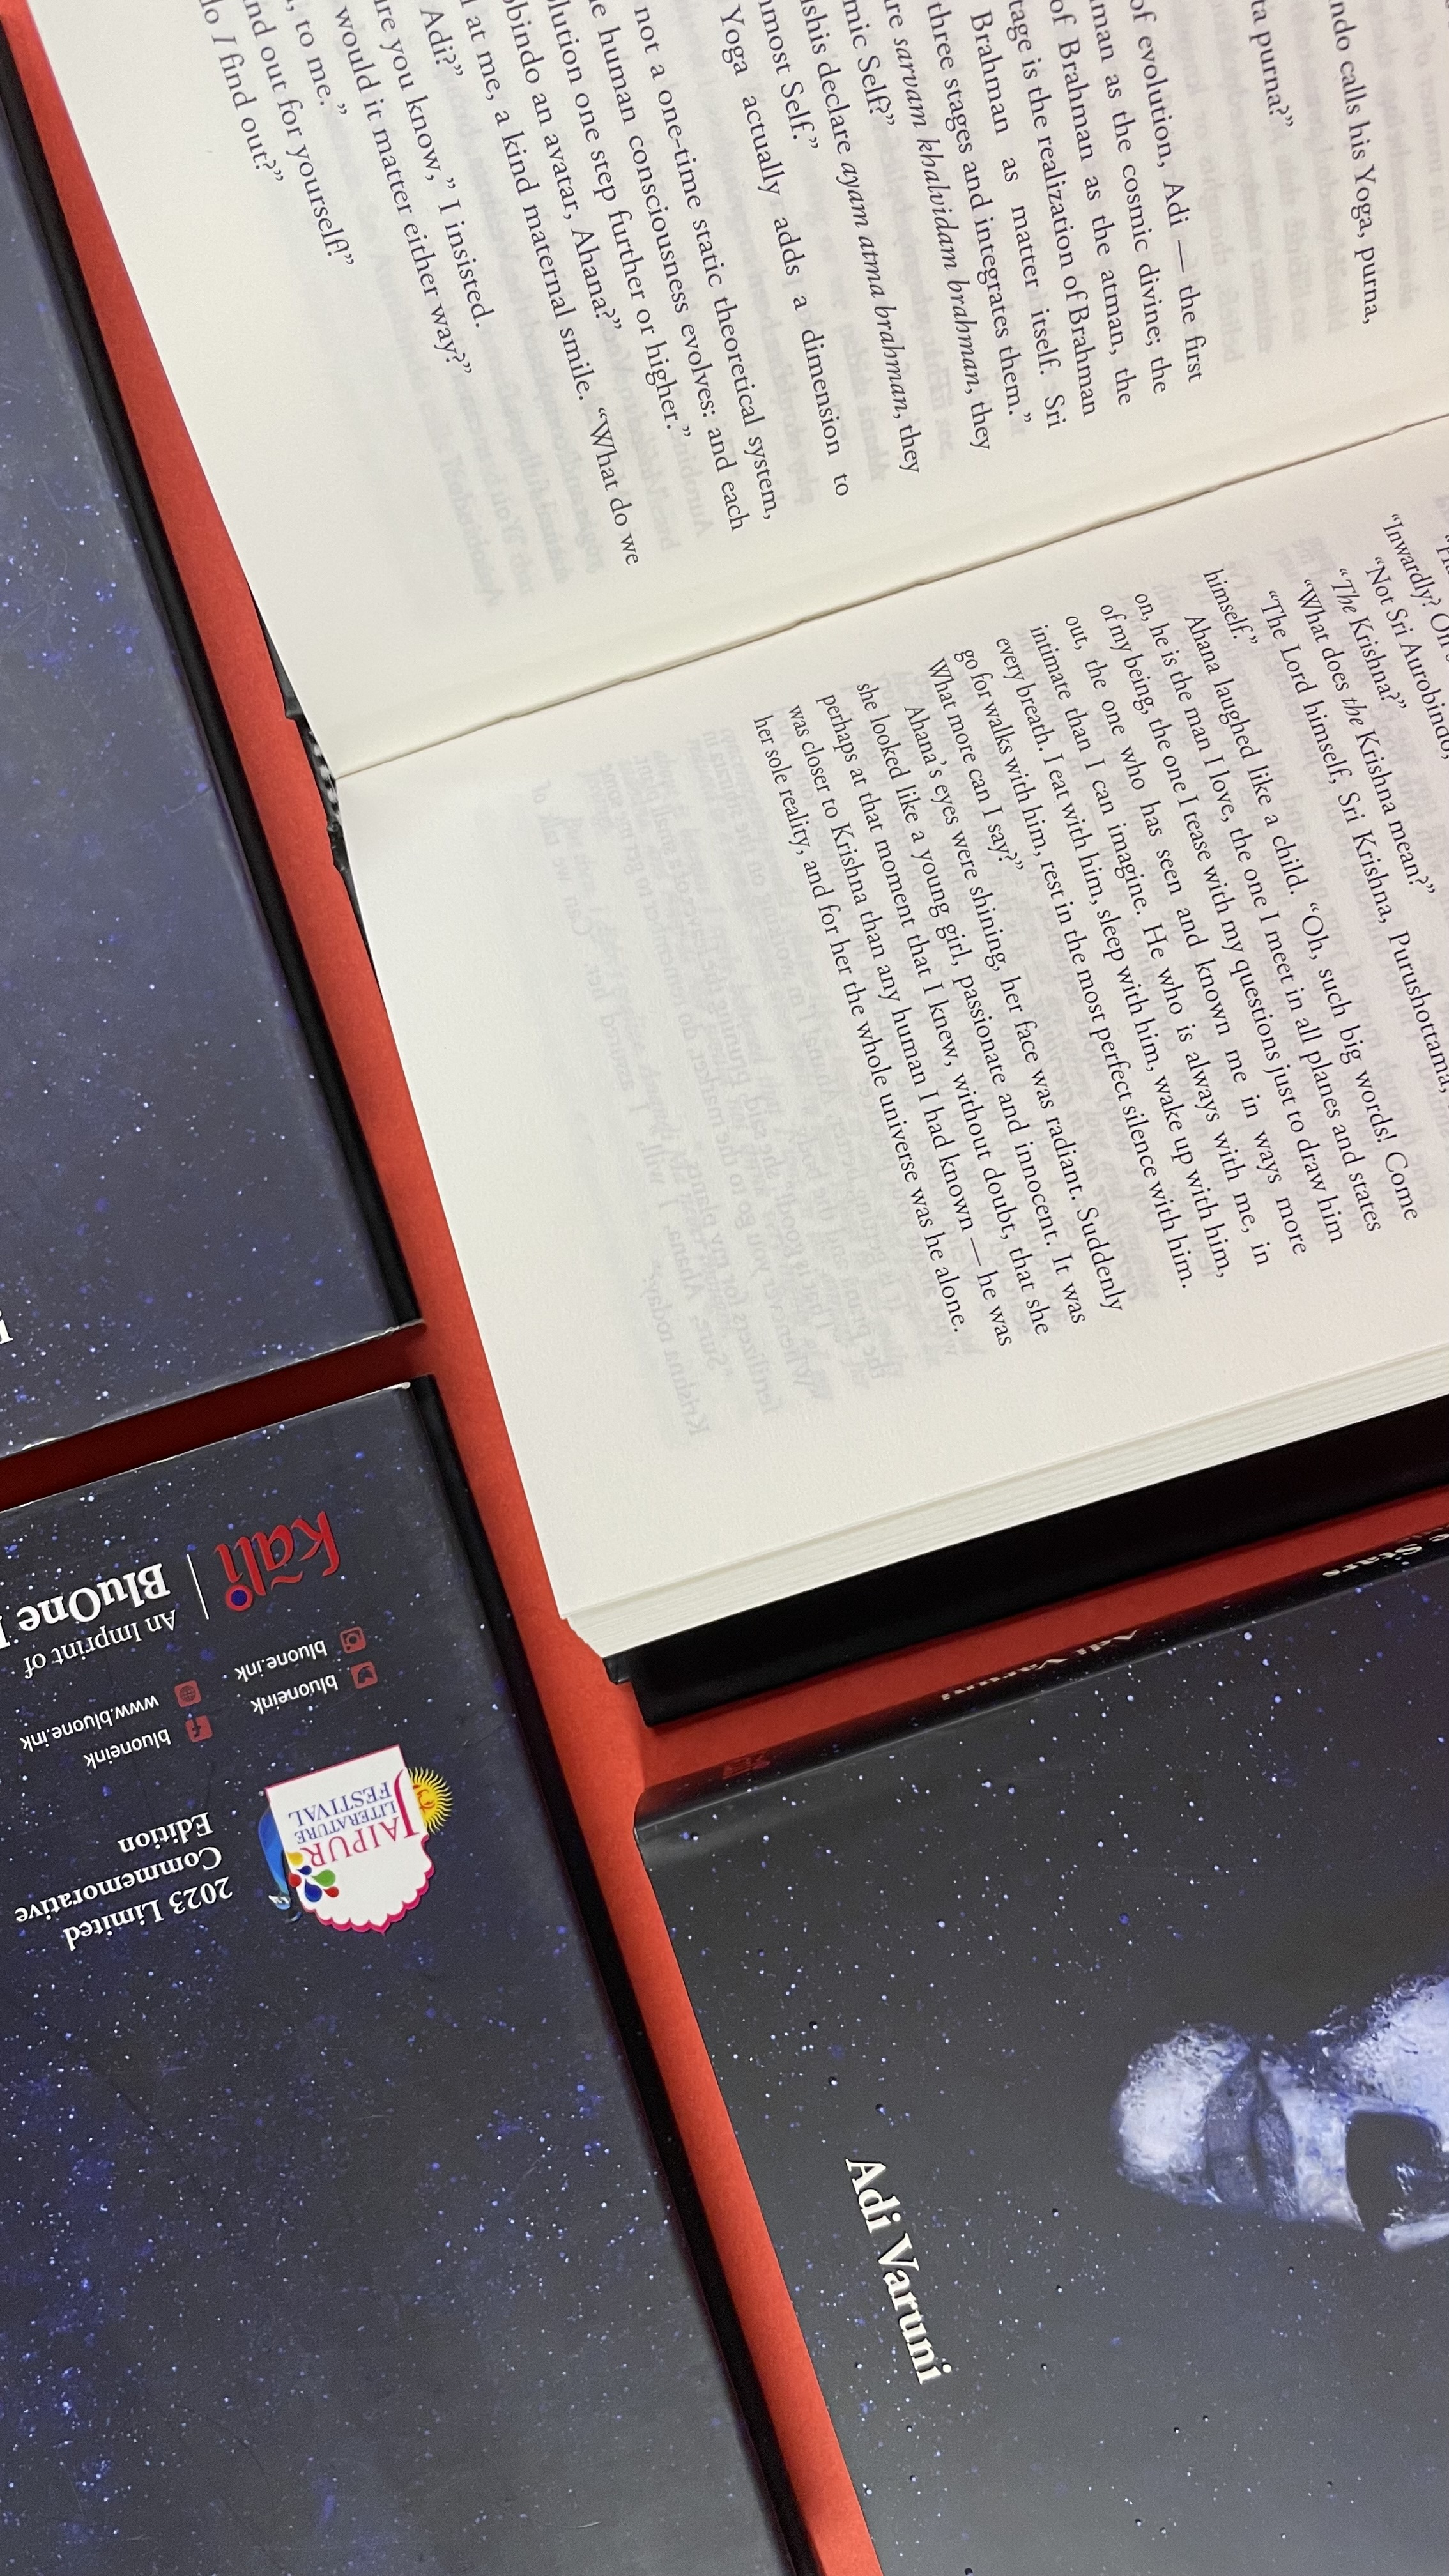 ndo calls his Yoga, purna,
ta purna?”
of evolution, Adi — the first
man as the cosmic divine; the
of Brahman as the atman, the
tage is the realization of Brahman
Brahman as matter itself. Sri
three stages and integrates them.”
re sarvam khalvidam brahman, they
mic Self?”
shis declare ayam atma brahman, they
most Self.”
Yoga actually adds a dimension to
not a one-time static theoretical system,
e human consciousness evolves: and each
lution one step further or higher.”
obindo an avatar, Ahana?”
at me, a kind maternal smile. “What do we
Adi?”
re you know,” I insisted.
would it matter either way?”
, to me.”
nd out for yourself!”
do I find out?”
“Inwardly?
“Not Sri Aurobindo,
“The Krishna?”
“What does the Krishna mean?”
“The Lord himself, Sri Krishna, Purushottama,
himself.”
Ahana laughed like a child. “Oh, such big words! Come
on, he is the man I love, the one I meet in all planes and states
of my being, the one I tease with my questions just to draw him
out, the one who has seen and known me in ways more
intimate than I can imagine. He who is always with me, in
every breath. I eat with him, sleep with him, wake up with him,
go for walks with him, rest in the most perfect silence with him.
What more can I say?”
Ahana’s eyes were shining, her face was radiant. Suddenly
she looked like a young girl, passionate and innocent. It was
perhaps at that moment that I knew, without doubt, that she
was closer to Krishna than any human I had known — he was
her sole reality, and for her the whole universe was he alone.
kāli
An Imprint of
BluOne
bluone.ink
bluoneink
www.bluone.ink
bluoneink
JAIPUR
LITERATURE
FESTIVAL
2023 Limited
Commemorative
Edition
Stars
Adi Varuni
Adi Varuni